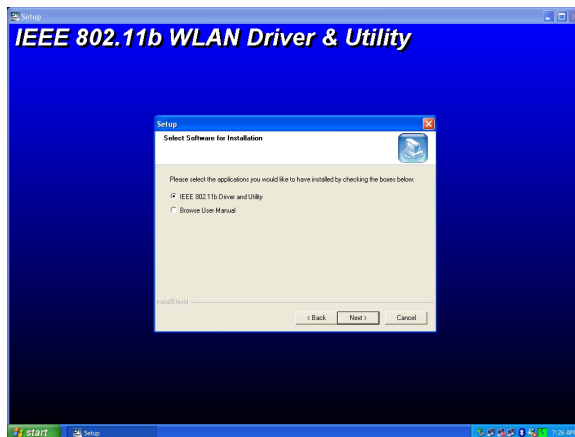 Setup
IEEE 802.11b WLAN Driver & Utility
Setup
Select Software for Installation
Please select the applications you would like to have installed by checking the boxes below:
IEEE 802.11b Driver and Utility
Browse User Manual
InstallShield
< Back Next > Cancel
start Setup 7:26 AM